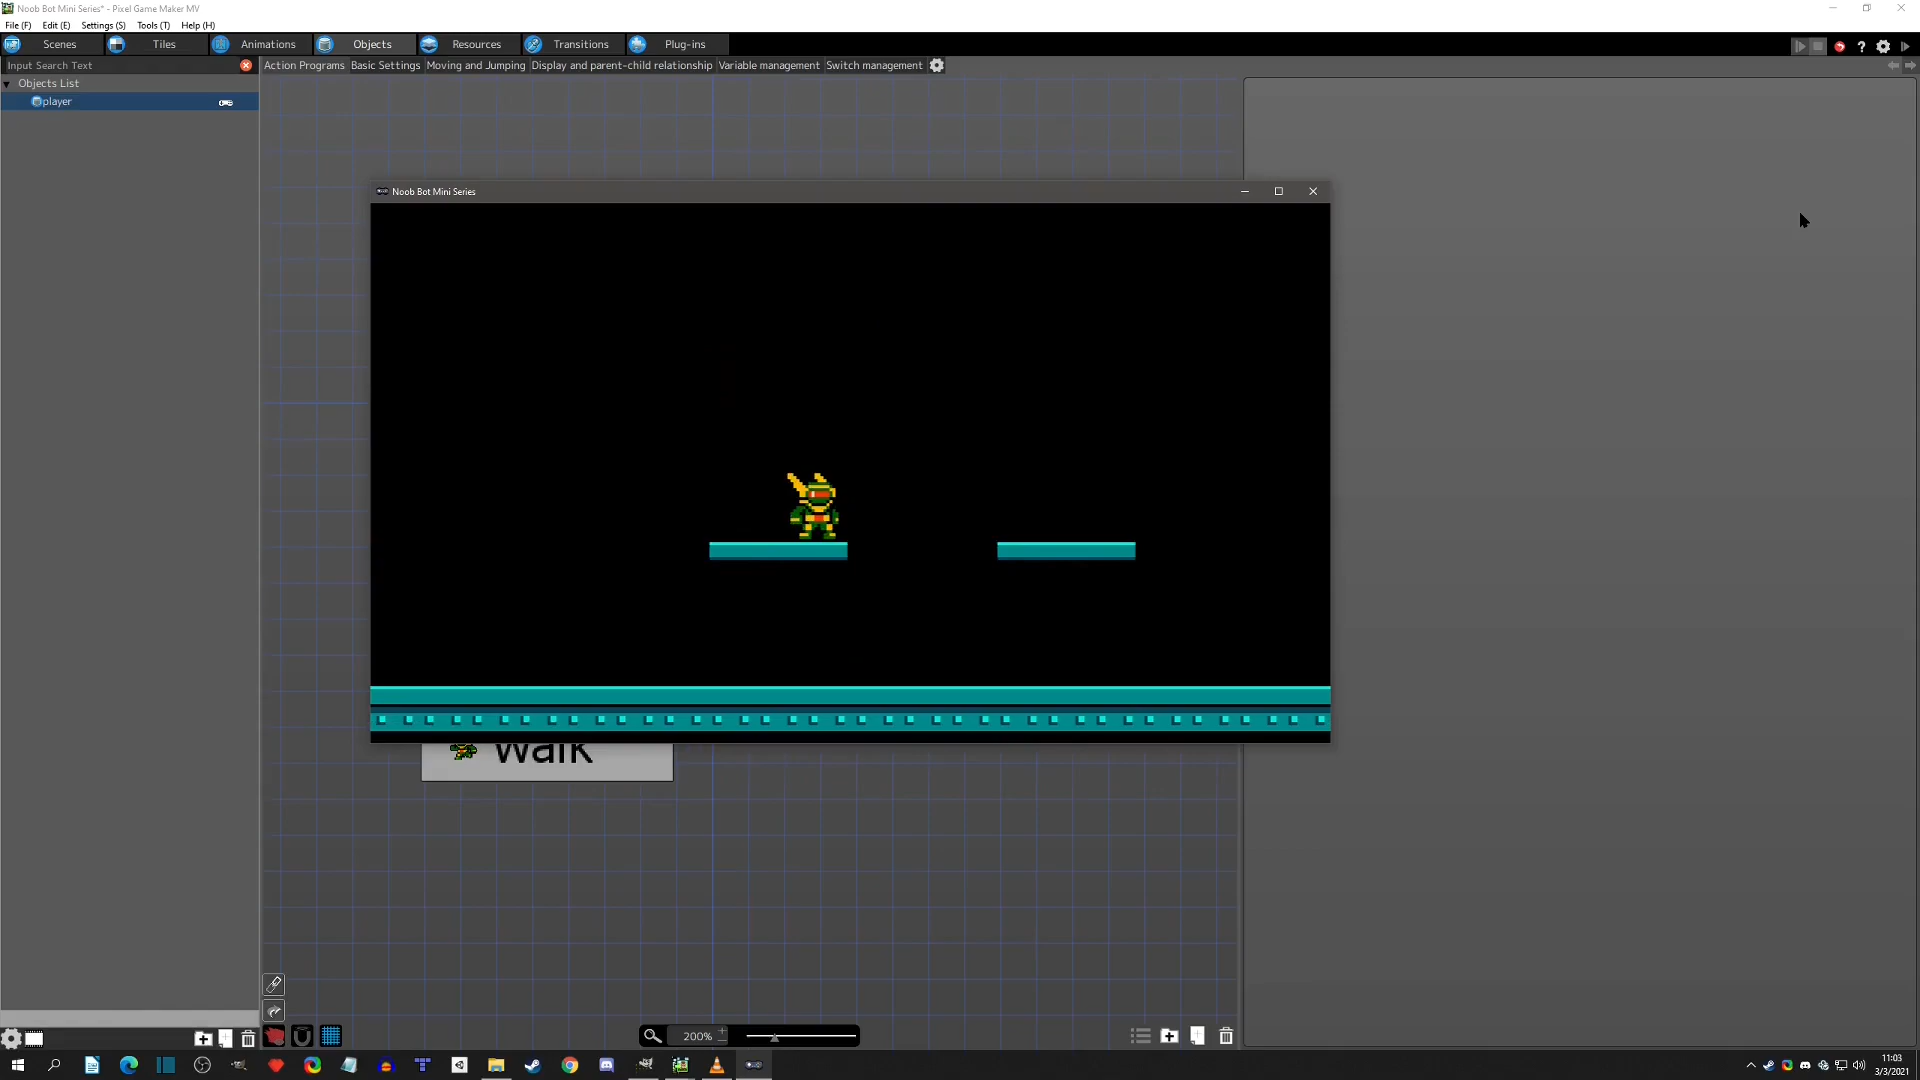 Noob Bot Mini Series* - Pixel Game Maker MV
File (F) Edit (E) Settings (S) Tools (T) Help (H)
Scenes Tiles Animations Objects Resources Transitions Plug-ins
Input Search Text Action Programs Basic Settings Moving and Jumping Display and parent-child relationship Variable management Switch management
Objects List
player
Noob Bot Mini Series
Walk
200%
11:03
3/3/2021